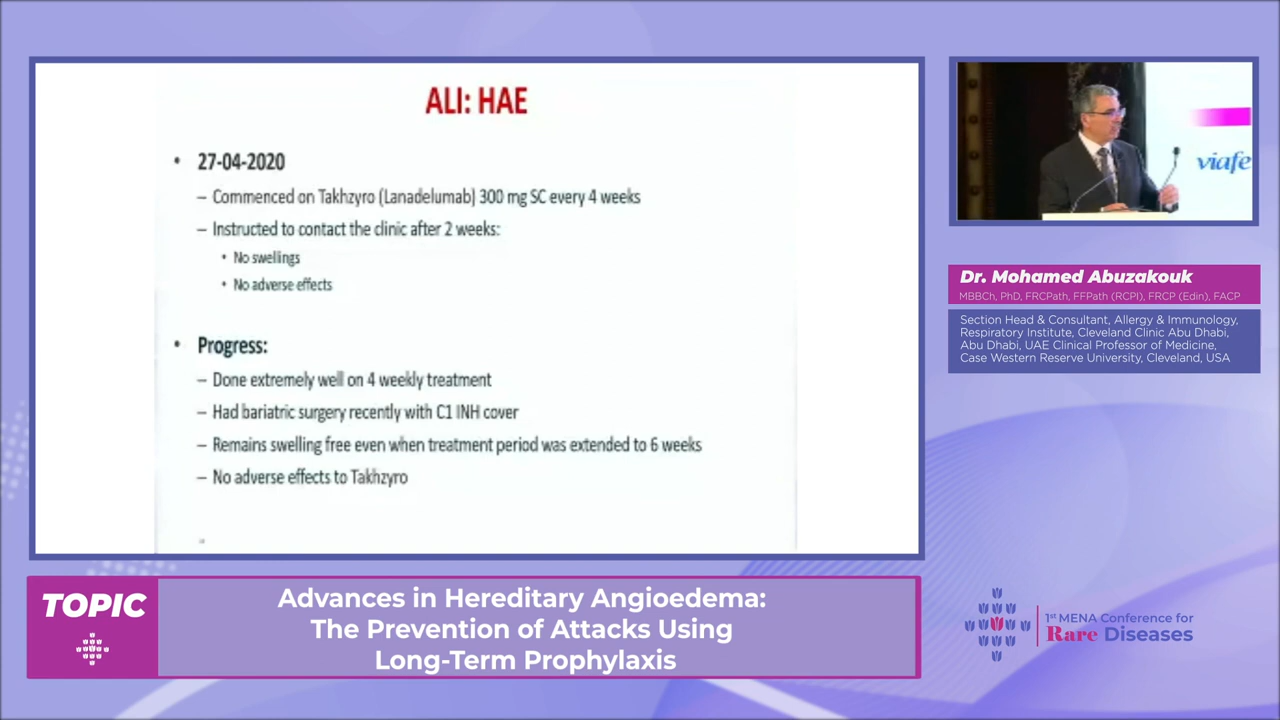 ALI: HAE
• 27-04-2020
– Commenced on Takhzyro (Lanadelumab) 300 mg SC every 4 weeks
– Instructed to contact the clinic after 2 weeks:
• No swellings
• No adverse effects
• Progress:
– Done extremely well on 4 weekly treatment
– Had bariatric surgery recently with C1 INH cover
– Remains swelling free even when treatment period was extended to 6 weeks
– No adverse effects to Takhzyro
viafe
Dr. Mohamed Abuzakouk
MBBCh, PhD, FRCPath, FFPath (RCPI), FRCP (Edin), FACP
Section Head & Consultant, Allergy & Immunology,
Respiratory Institute, Cleveland Clinic Abu Dhabi,
Abu Dhabi, UAE Clinical Professor of Medicine,
Case Western Reserve University, Cleveland, USA
TOPIC
Advances in Hereditary Angioedema:
The Prevention of Attacks Using
Long-Term Prophylaxis
1st MENA Conference for
Rare Diseases